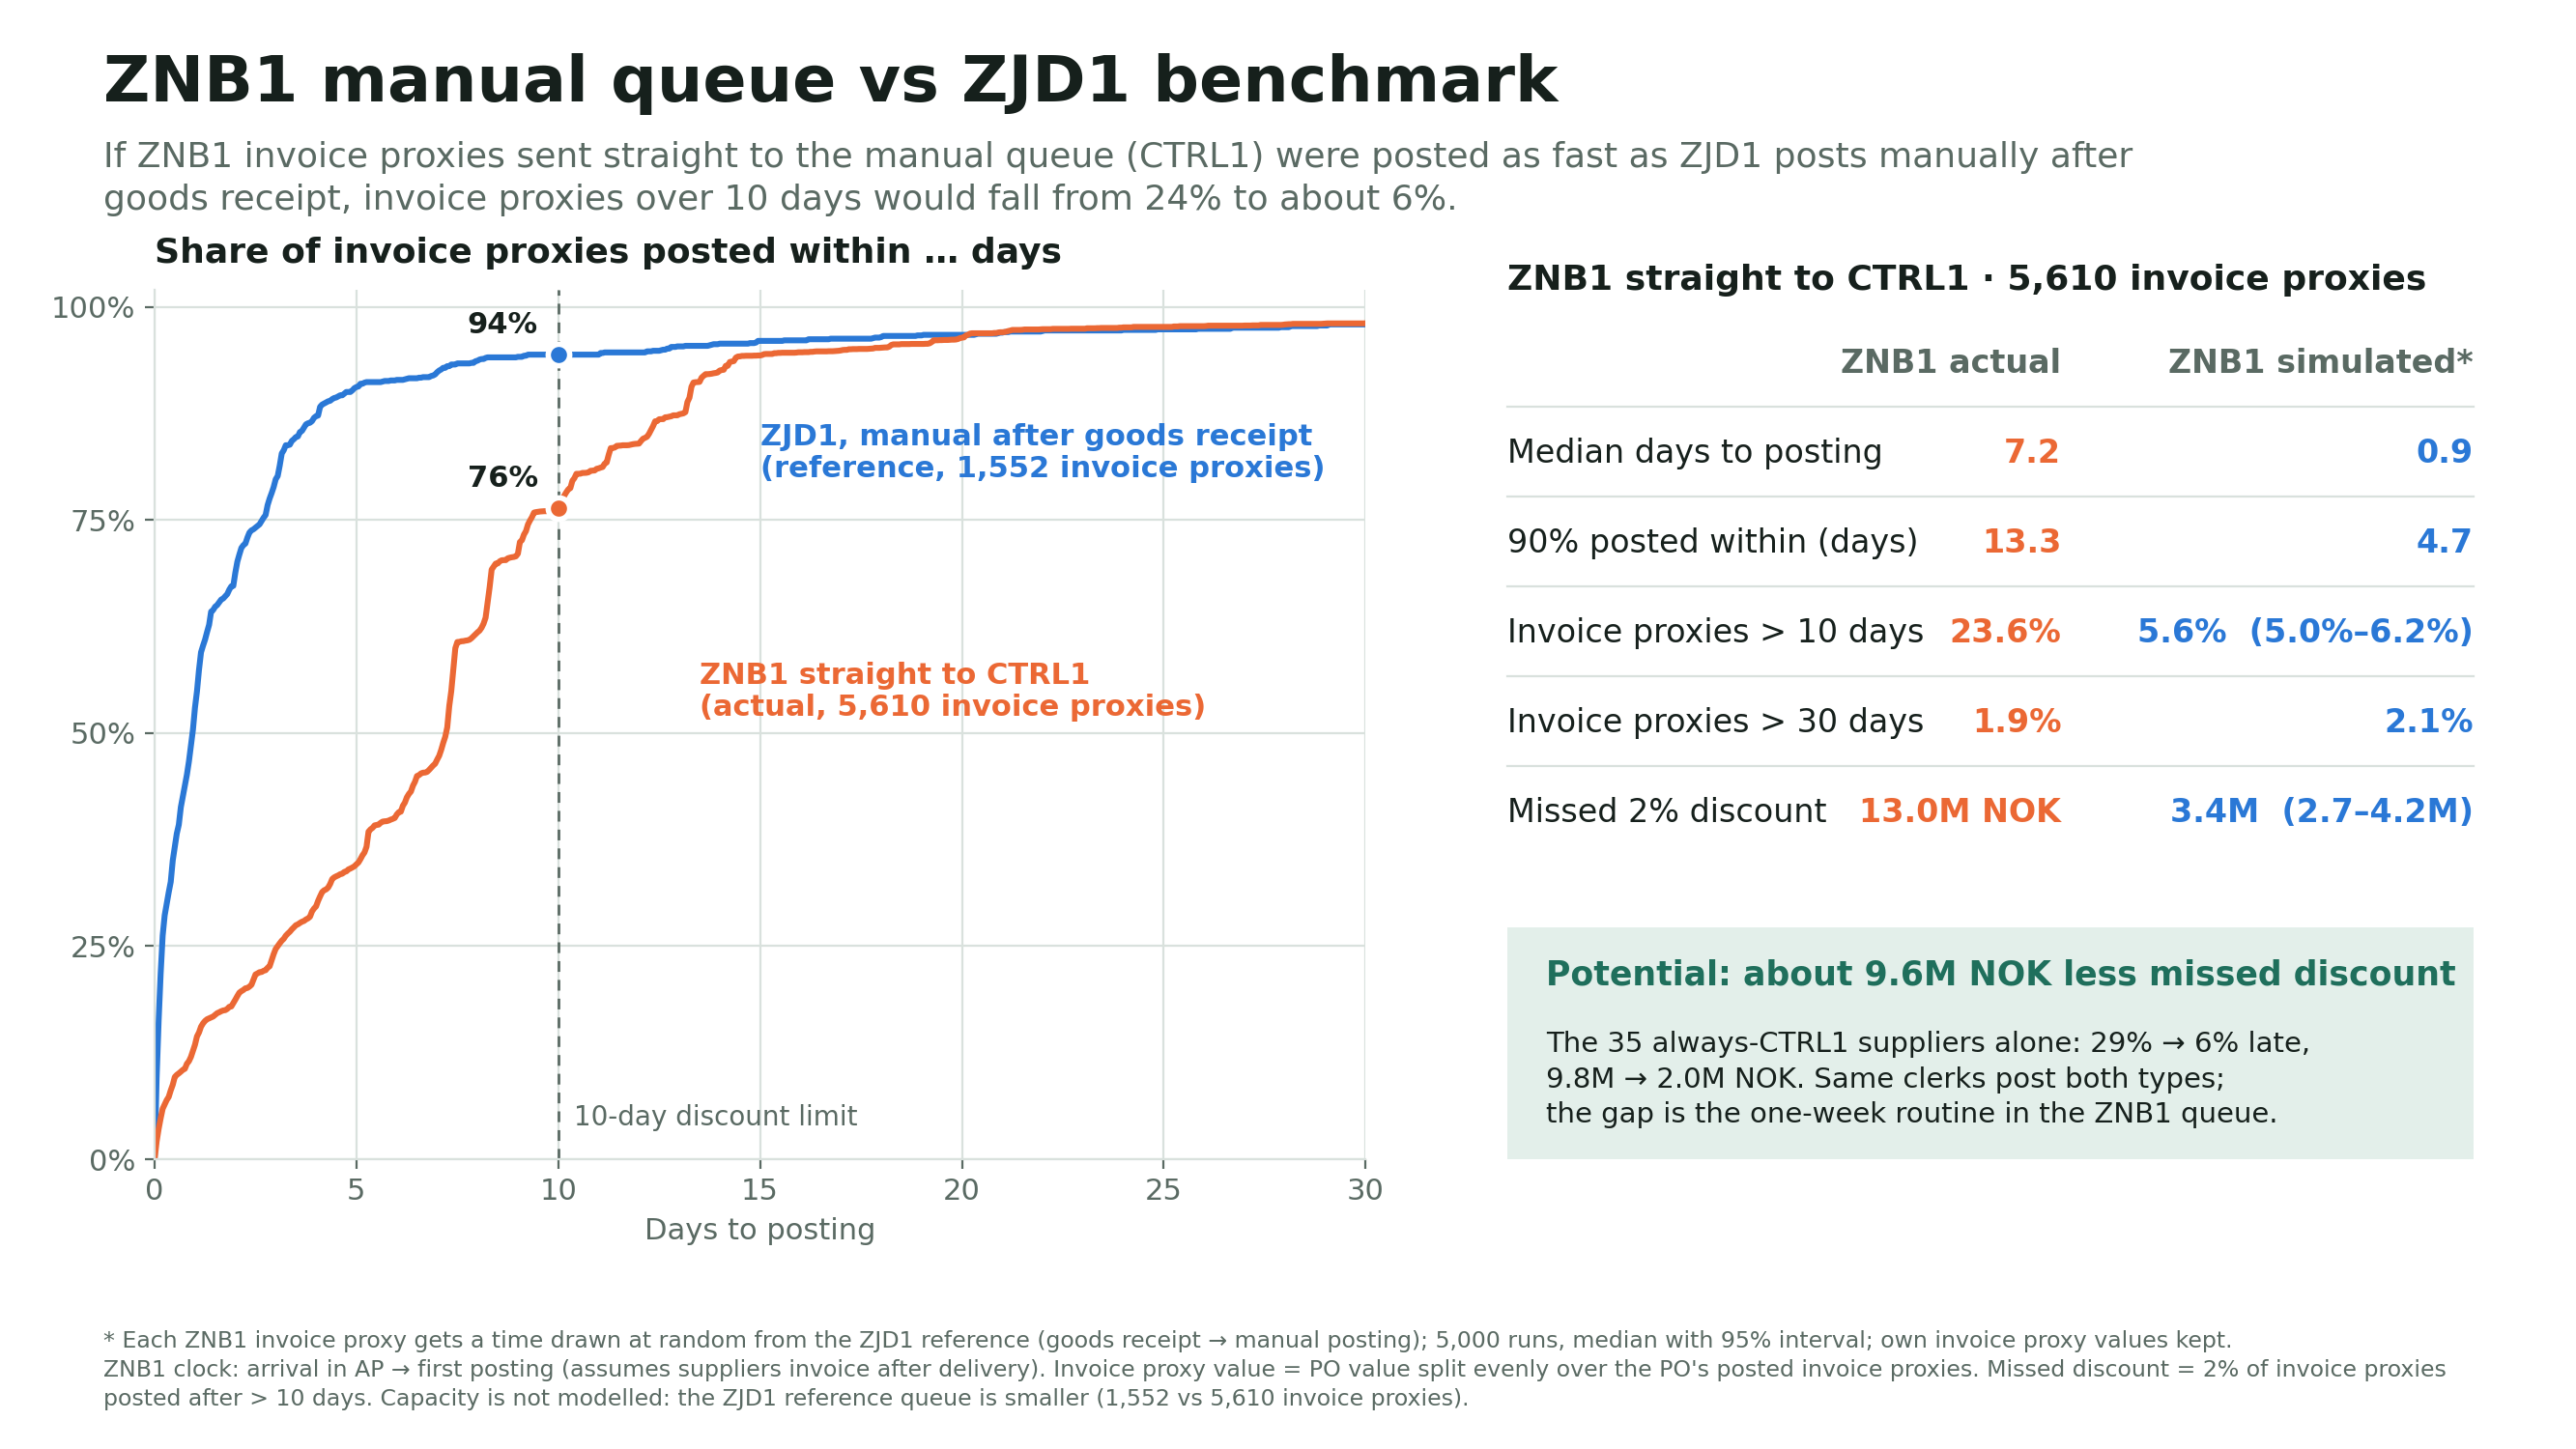 ZNB1 manual queue vs ZJD1 benchmark
If ZNB1 invoice proxies sent straight to the manual queue (CTRL1) were posted as fast as ZJD1 posts manually after
goods receipt, invoice proxies over 10 days would fall from 24% to about 6%.
Share of invoice proxies posted within … days
100%
75%
50%
25%
0%
94%
76%
ZJD1, manual after goods receipt
(reference, 1,552 invoice proxies)
ZNB1 straight to CTRL1
(actual, 5,610 invoice proxies)
10-day discount limit
0 5 10 15 20 25 30
Days to posting
ZNB1 straight to CTRL1 · 5,610 invoice proxies
ZNB1 actual ZNB1 simulated*
Median days to posting 7.2 0.9
90% posted within (days) 13.3 4.7
Invoice proxies > 10 days 23.6% 5.6% (5.0%–6.2%)
Invoice proxies > 30 days 1.9% 2.1%
Missed 2% discount 13.0M NOK 3.4M (2.7–4.2M)
Potential: about 9.6M NOK less missed discount
The 35 always-CTRL1 suppliers alone: 29% → 6% late,
9.8M → 2.0M NOK. Same clerks post both types;
the gap is the one-week routine in the ZNB1 queue.
* Each ZNB1 invoice proxy gets a time drawn at random from the ZJD1 reference (goods receipt → manual posting); 5,000 runs, median with 95% interval; own invoice proxy values kept.
ZNB1 clock: arrival in AP → first posting (assumes suppliers invoice after delivery). Invoice proxy value = PO value split evenly over the PO's posted invoice proxies. Missed discount = 2% of invoice proxies
posted after > 10 days. Capacity is not modelled: the ZJD1 reference queue is smaller (1,552 vs 5,610 invoice proxies).